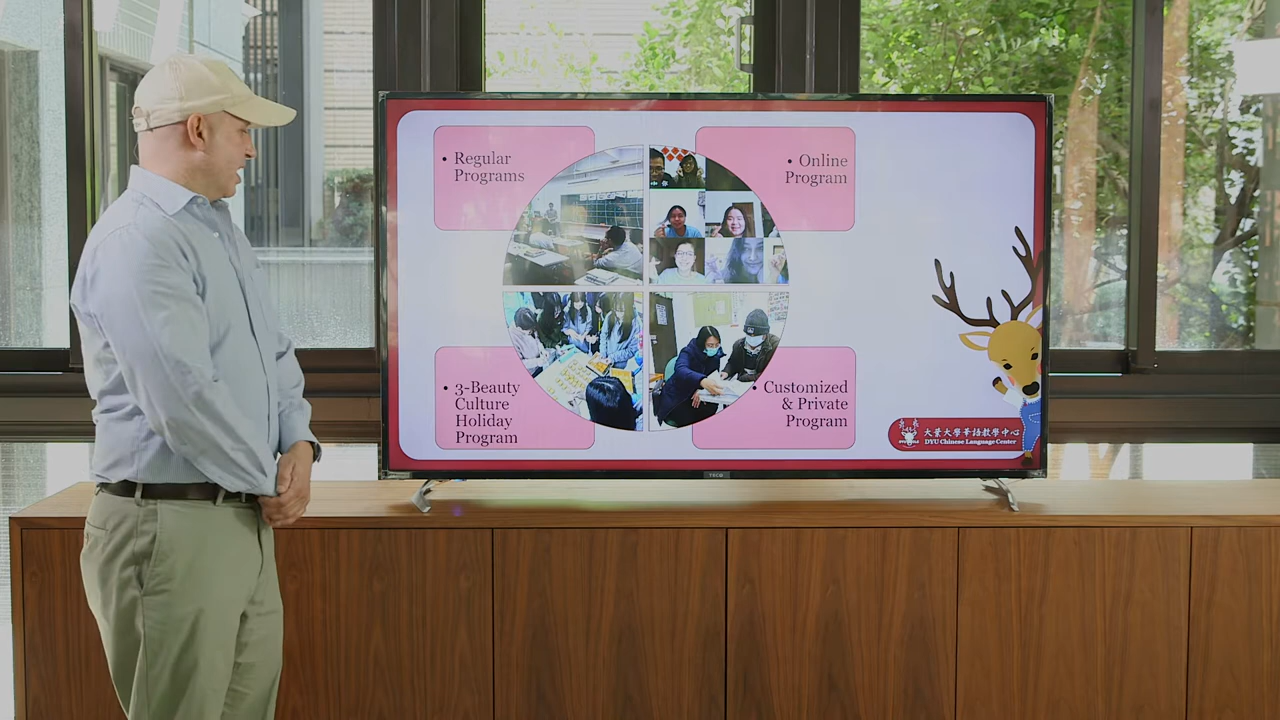 • Regular
Programs
• Online
Program
• 3-Beauty
Culture
Holiday
Program
• Customized
& Private
Program
大葉大學華語教學中心
DYU Chinese Language Center
TECO